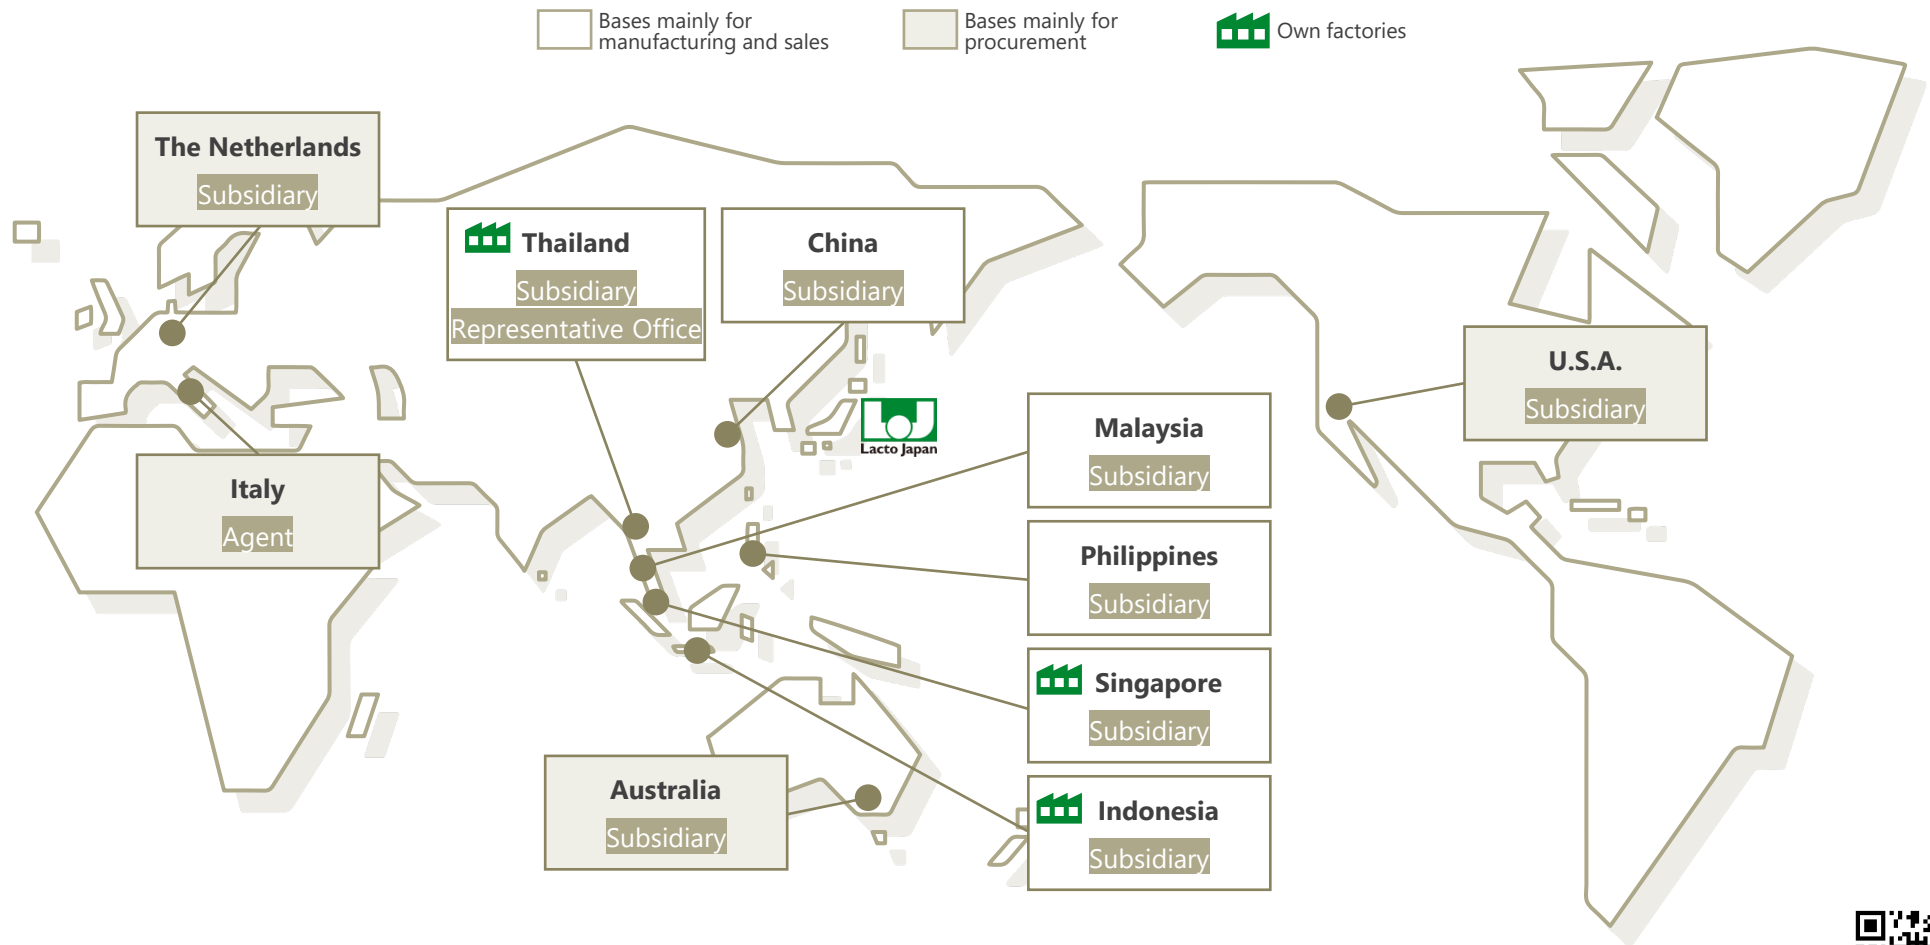 Bases mainly for
manufacturing and sales
Bases mainly for
procurement
Own factories
The Netherlands
Subsidiary
Thailand
Subsidiary
Representative Office
China
Subsidiary
U.S.A.
Subsidiary
Lacto Japan
Malaysia
Subsidiary
Italy
Agent
Philippines
Subsidiary
Singapore
Subsidiary
Australia
Subsidiary
Indonesia
Subsidiary